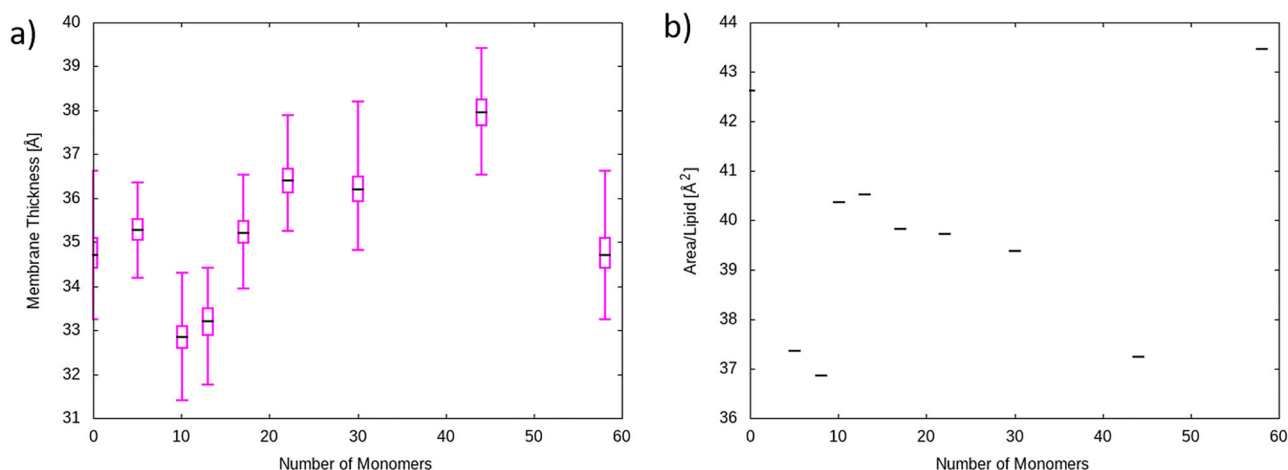 a)
Membrane Thickness [Å]
40
39
38
37
36
35
34
33
32
31
0 10 20 30 40 50 60
Number of Monomers
b)
Area/Lipid [Å²]
44
43
42
41
40
39
38
37
36
0 10 20 30 40 50 60
Number of Monomers